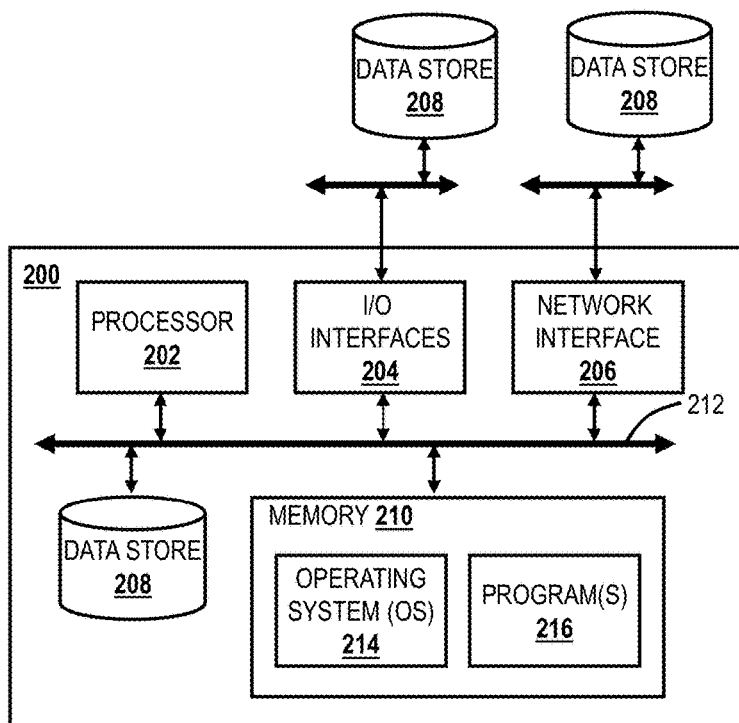 DATA STORE
208
DATA STORE
208
200
PROCESSOR
202
I/O
INTERFACES
204
NETWORK
INTERFACE
206
212
DATA STORE
208
MEMORY 210
OPERATING
SYSTEM (OS)
214
PROGRAM(S)
216